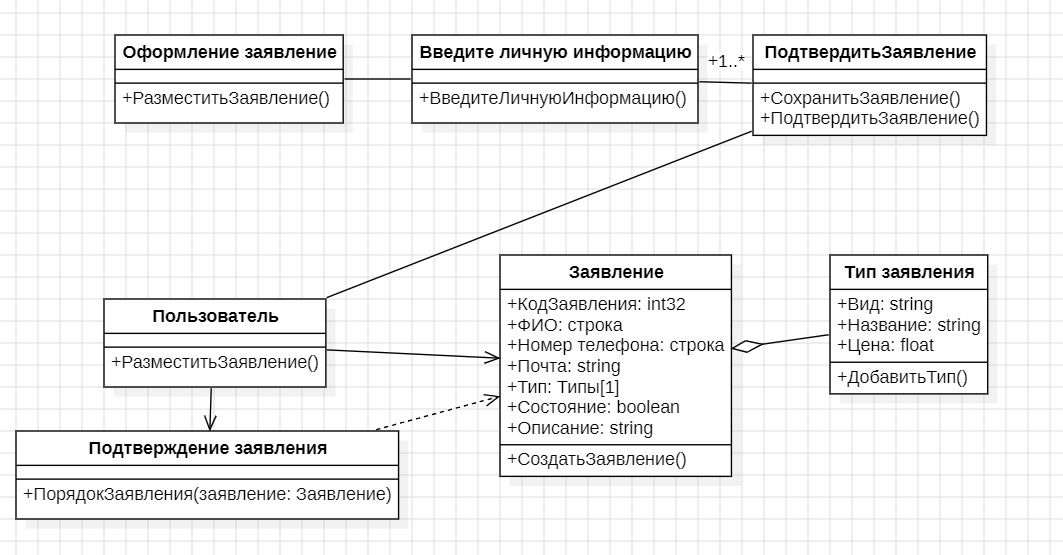 Оформление заявление
+РазместитьЗаявление()
Введите личную информацию
+ВведитеЛичнуюИнформацию()
+1..*
ПодтвердитьЗаявление
+СохранитьЗаявление()
+ПодтвердитьЗаявление()
Пользователь
+РазместитьЗаявление()
Заявление
+КодЗаявления: int32
+ФИО: строка
+Номер телефона: строка
+Почта: string
+Тип: Типы[1]
+Состояние: boolean
+Описание: string
+СоздатьЗаявление()
Тип заявления
+Вид: string
+Название: string
+Цена: float
+ДобавитьТип()
Подтверждение заявления
+ПорядокЗаявления(заявление: Заявление)